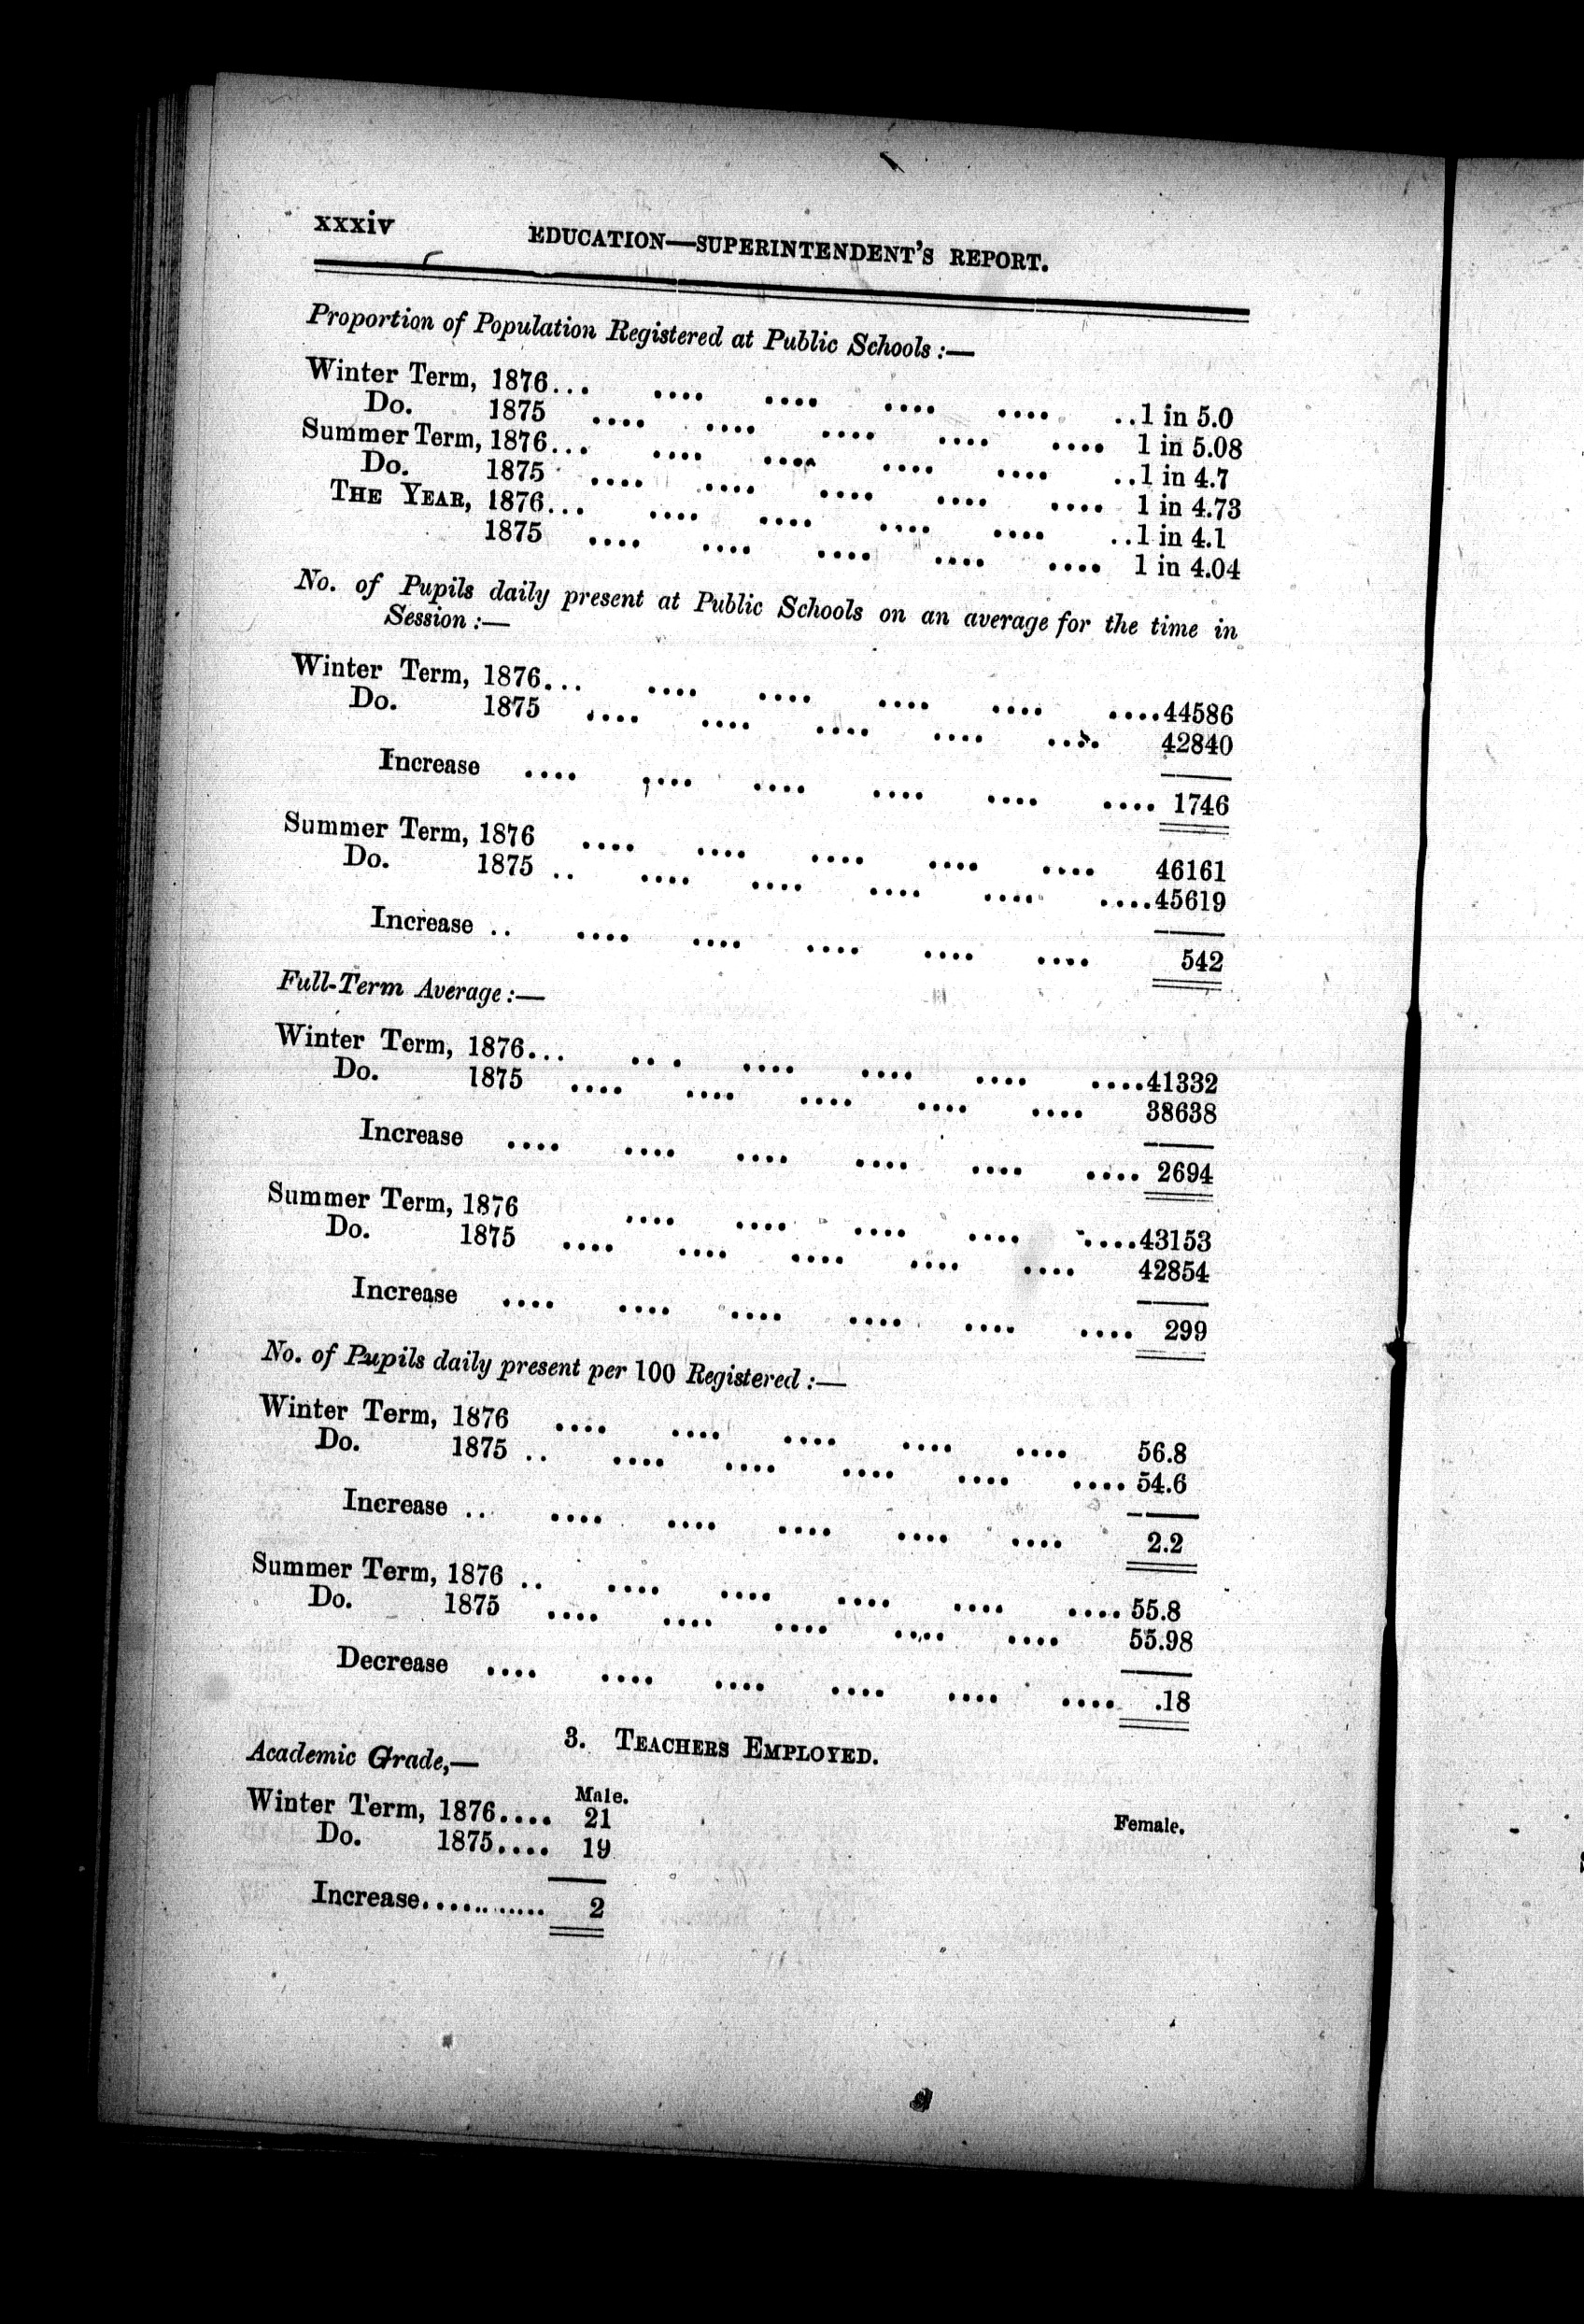 xxxiv EDUCATION—SUPERINTENDENT'S REPORT.
Proportion of Population Registered at Public Schools :—
Winter Term, 1876... .... .... .... .... ..1 in 5.0
Do. 1875 .... .... .... .... .... 1 in 5.08
Summer Term, 1876... .... .... .... .... ..1 in 4.7
Do. 1875 .... .... .... .... .... 1 in 4.73
THE YEAR, 1876... .... .... .... .... ..1 in 4.1
1875 .... .... .... .... .... 1 in 4.04
No. of Pupils daily present at Public Schools on an average for the time in
Session :—
Winter Term, 1876... .... .... .... .... ....44586
Do. 1875 .... .... .... .... .... 42840
Increase .... .... .... .... .... .... 1746
Summer Term, 1876 .... .... .... .... .... 46161
Do. 1875 .. .... .... .... .... ....45619
Increase .. .... .... .... .... .... 542
Full-Term Average :—
Winter Term, 1876... .. . .... .... .... ....41332
Do. 1875 .... .... .... .... .... 38638
Increase .... .... .... .... .... .... 2694
Summer Term, 1876 .... .... .... .... ....43153
Do. 1875 .... .... .... .... .... 42854
Increase .... .... .... .... .... .... 299
No. of Pupils daily present per 100 Registered :—
Winter Term, 1876 .... .... .... .... .... 56.8
Do. 1875 .. .... .... .... .... .... 54.6
Increase .. .... .... .... .... .... 2.2
Summer Term, 1876 .. .... .... .... .... .... 55.8
Do. 1875 .... .... .... .... .... 55.98
Decrease .... .... .... .... .... .... .18
3. TEACHERS EMPLOYED.
Academic Grade,—
Male. Female.
Winter Term, 1876.... 21
Do. 1875.... 19
Increase........... 2